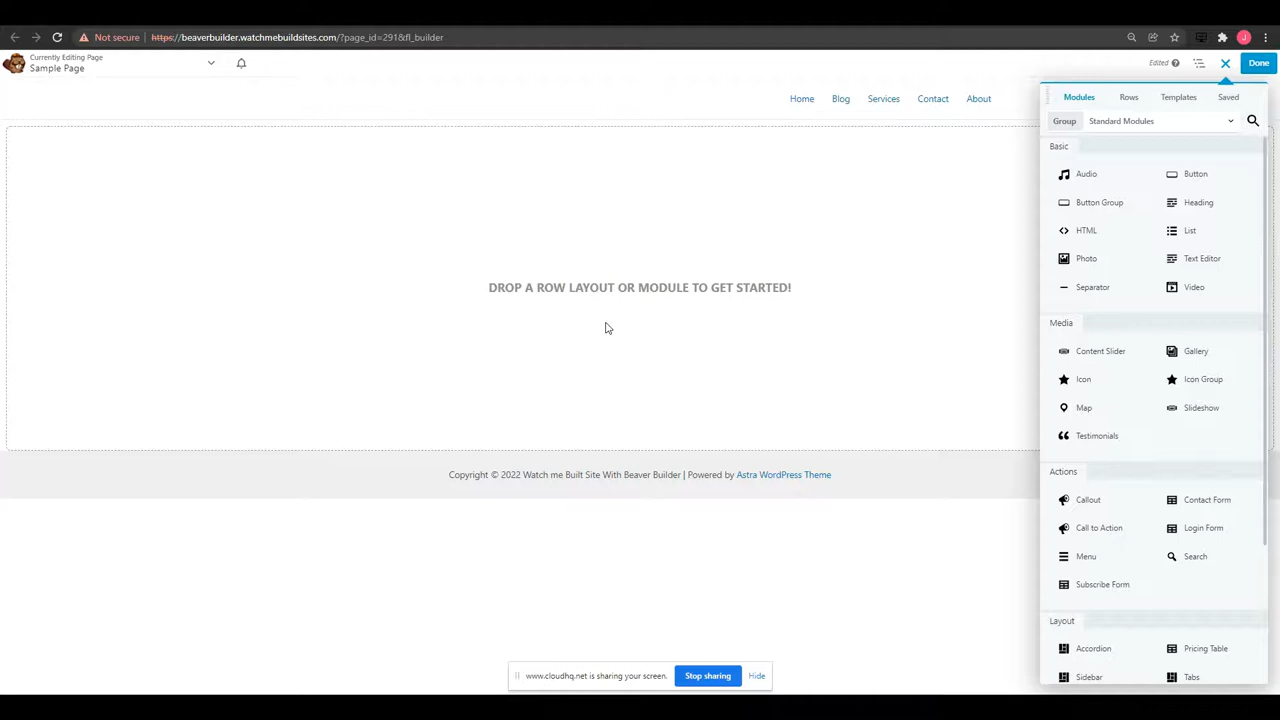 Not secure https://beaverbuilder.watchmebuildsites.com/?page_id=291&fl_builder
J
Currently Editing Page
Sample Page
Edited ?
Done
Home Blog Services Contact About
Modules Rows Templates Saved
Group Standard Modules
Basic
Audio Button
Button Group Heading
HTML List
Photo Text Editor
Separator Video
DROP A ROW LAYOUT OR MODULE TO GET STARTED!
Media
Content Slider Gallery
Icon Icon Group
Map Slideshow
Testimonials
Actions
Callout Contact Form
Call to Action Login Form
Menu Search
Subscribe Form
Layout
Accordion Pricing Table
Sidebar Tabs
Copyright © 2022 Watch me Built Site With Beaver Builder | Powered by Astra WordPress Theme
www.cloudhq.net is sharing your screen. Stop sharing Hide